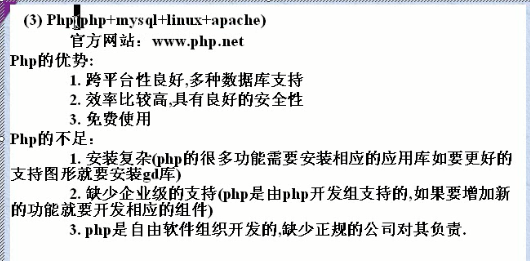 (3) Php(php+mysql+linux+apache)
官方网站：www.php.net
Php的优势:
1. 跨平台性良好,多种数据库支持
2. 效率比较高,具有良好的安全性
3. 免费使用
Php的不足：
1. 安装复杂(php的很多功能需要安装相应的应用库如要更好的
支持图形就要安装gd库)
2. 缺少企业级的支持(php是由php开发组支持的,如果要增加新
的功能就要开发相应的组件)
3. php是自由软件组织开发的,缺少正规的公司对其负责.